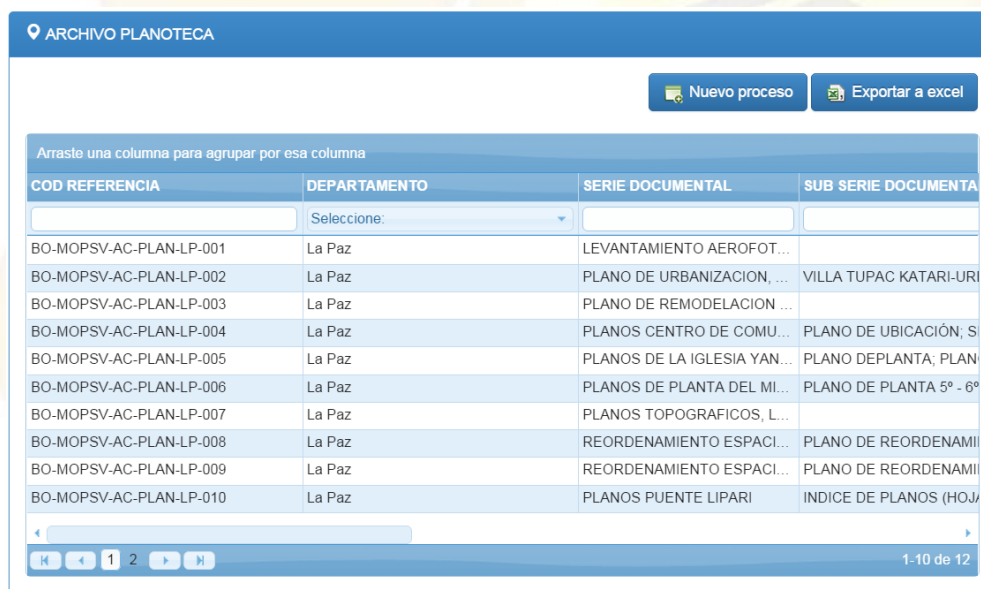 ARCHIVO PLANOTECA
Nuevo proceso Exportar a excel
Arraste una columna para agrupar por esa columna
COD REFERENCIA DEPARTAMENTO SERIE DOCUMENTAL SUB SERIE DOCUMENTA
Seleccione:
BO-MOPSV-AC-PLAN-LP-001 La Paz LEVANTAMIENTO AEROFOT...
BO-MOPSV-AC-PLAN-LP-002 La Paz PLANO DE URBANIZACION, ... VILLA TUPAC KATARI-URI
BO-MOPSV-AC-PLAN-LP-003 La Paz PLANO DE REMODELACION ...
BO-MOPSV-AC-PLAN-LP-004 La Paz PLANOS CENTRO DE COMU... PLANO DE UBICACIÓN; S
BO-MOPSV-AC-PLAN-LP-005 La Paz PLANOS DE LA IGLESIA YAN... PLANO DEPLANTA; PLAN
BO-MOPSV-AC-PLAN-LP-006 La Paz PLANOS DE PLANTA DEL MI... PLANO DE PLANTA 5º - 6º
BO-MOPSV-AC-PLAN-LP-007 La Paz PLANOS TOPOGRAFICOS, L...
BO-MOPSV-AC-PLAN-LP-008 La Paz REORDENAMIENTO ESPACI... PLANO DE REORDENAMI
BO-MOPSV-AC-PLAN-LP-009 La Paz REORDENAMIENTO ESPACI... PLANO DE REORDENAMI
BO-MOPSV-AC-PLAN-LP-010 La Paz PLANOS PUENTE LIPARI INDICE DE PLANOS (HOJA
1 2 1-10 de 12